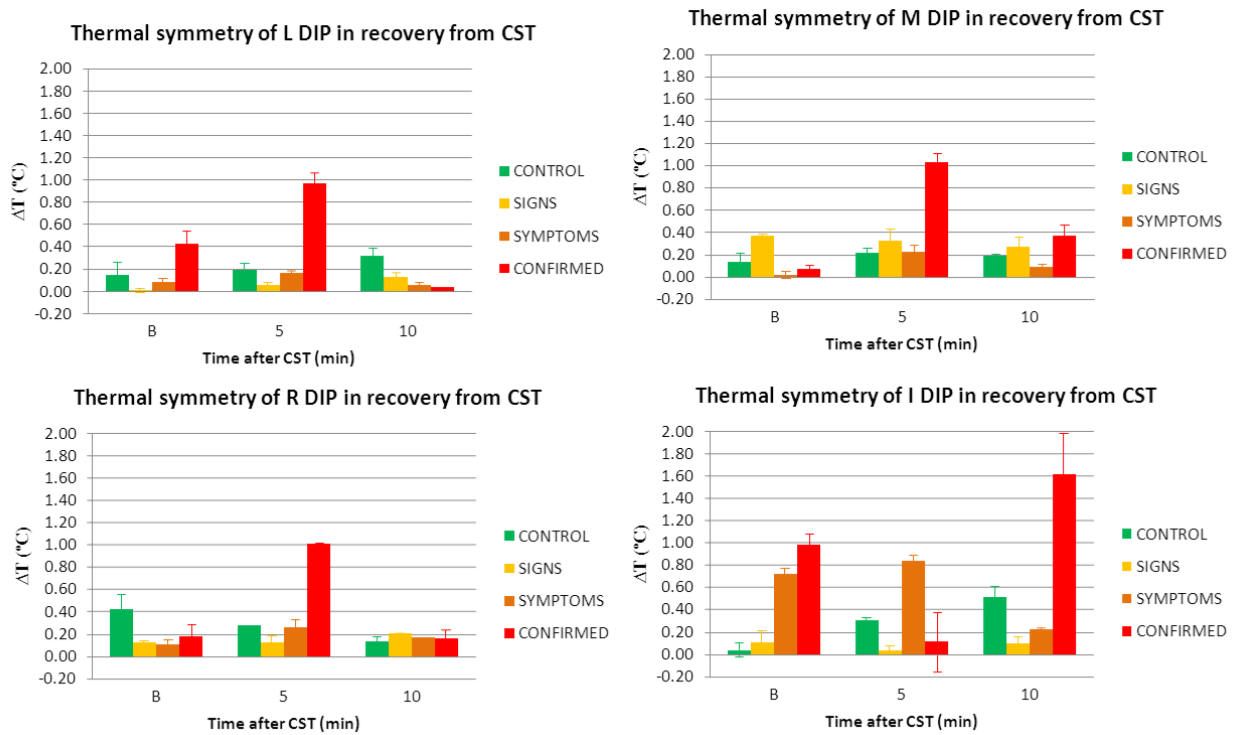 Thermal symmetry of L DIP in recovery from CST
2.00
1.80
1.60
1.40
1.20
1.00
0.80
0.60
0.40
0.20
0.00
-0.20
ΔT (ºC)
B 5 10
Time after CST (min)
CONTROL
SIGNS
SYMPTOMS
CONFIRMED
Thermal symmetry of M DIP in recovery from CST
2.00
1.80
1.60
1.40
1.20
1.00
0.80
0.60
0.40
0.20
0.00
-0.20
ΔT (ºC)
B 5 10
Time after CST (min)
CONTROL
SIGNS
SYMPTOMS
CONFIRMED
Thermal symmetry of R DIP in recovery from CST
2.00
1.80
1.60
1.40
1.20
1.00
0.80
0.60
0.40
0.20
0.00
-0.20
ΔT (ºC)
B 5 10
Time after CST (min)
CONTROL
SIGNS
SYMPTOMS
CONFIRMED
Thermal symmetry of I DIP in recovery from CST
2.00
1.80
1.60
1.40
1.20
1.00
0.80
0.60
0.40
0.20
0.00
-0.20
ΔT (ºC)
B 5 10
Time after CST (min)
CONTROL
SIGNS
SYMPTOMS
CONFIRMED